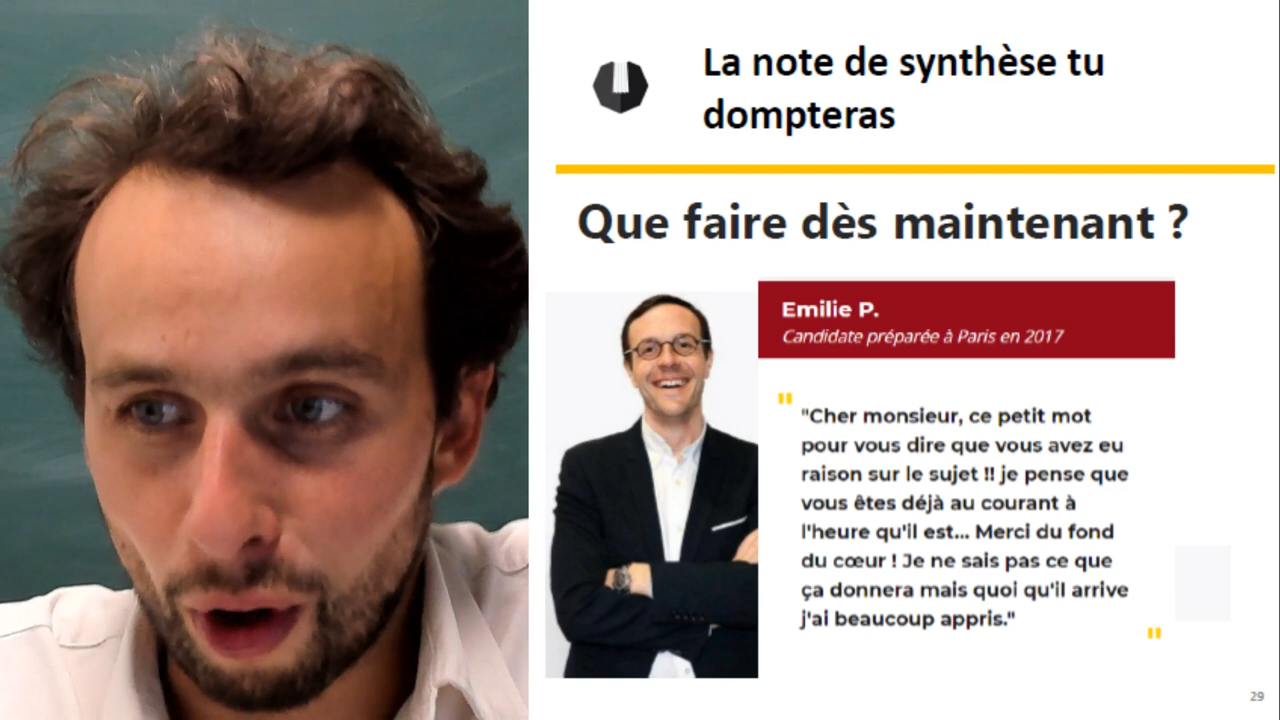 La note de synthèse tu
dompteras
Que faire dès maintenant ?
Emilie P.
Candidate préparée à Paris en 2017
"
"Cher monsieur, ce petit mot
pour vous dire que vous avez eu
raison sur le sujet !! je pense que
vous êtes déjà au courant à
l'heure qu'il est... Merci du fond
du cœur ! Je ne sais pas ce que
ça donnera mais quoi qu'il arrive
j'ai beaucoup appris."
"
29